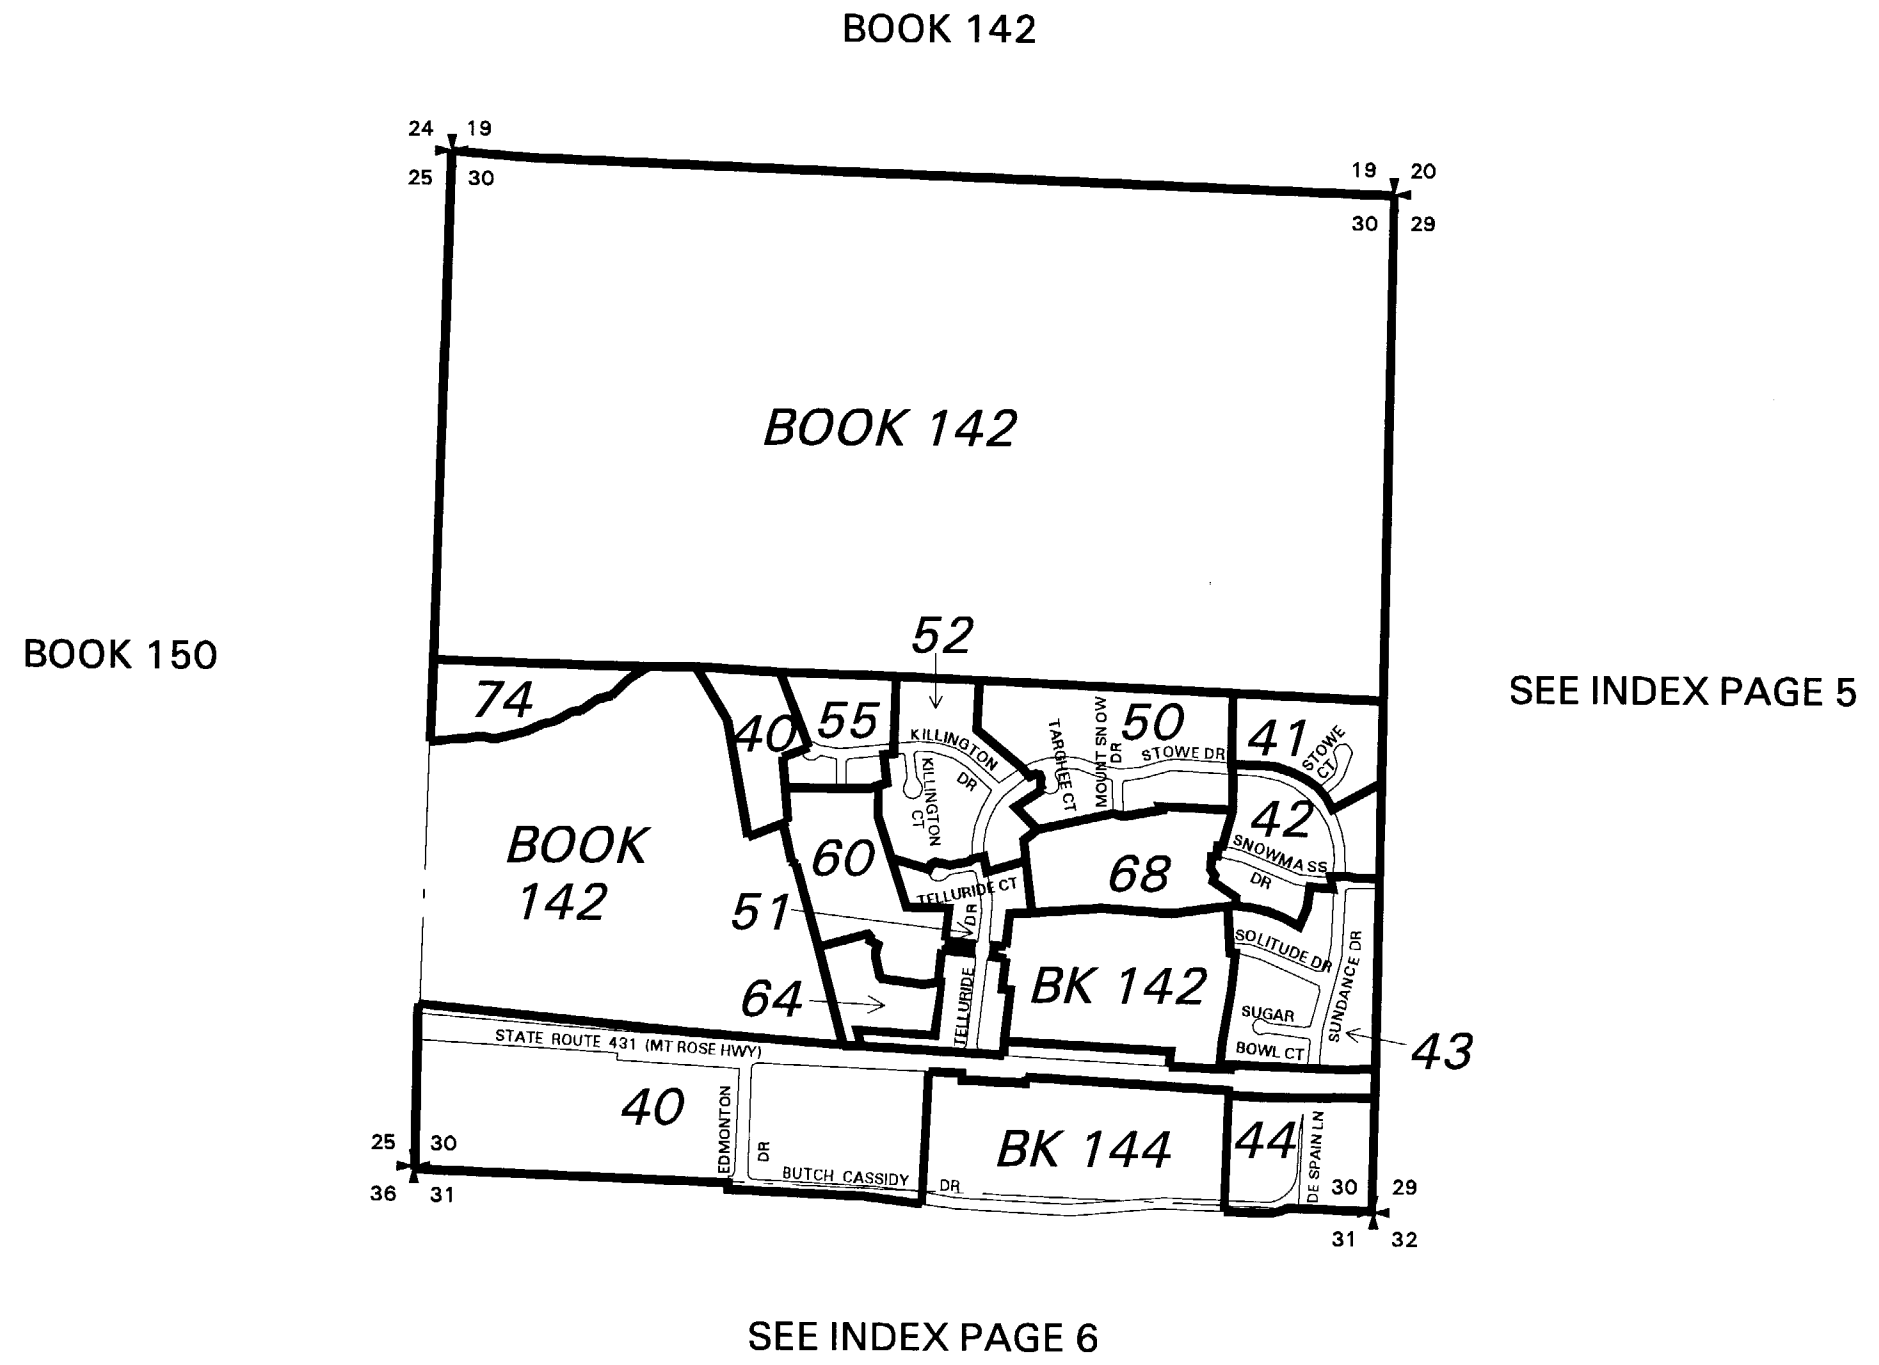 BOOK 142
24 19
19 20
25 30
30 29
BOOK 142
52
BOOK 150
SEE INDEX PAGE 5
74
40
55
50
41
KILLINGTON
DR
KILLINGTON
CT
TARGHEE CT
MOUNT SNOW
DR
STOWE DR
STOWE
CT
42
BOOK
142
60
68
SNOWMASS
DR
TELLURIDE CT
51
DR
SOLITUDE DR
SUNDANCE DR
BK 142
64
TELLURIDE
SUGAR
BOWL CT
43
STATE ROUTE 431 (MT ROSE HWY)
40
EDMONTON
DR
BK 144
44
DE SPAIN LN
BUTCH CASSIDY DR
25 30
36 31
30 29
31 32
SEE INDEX PAGE 6